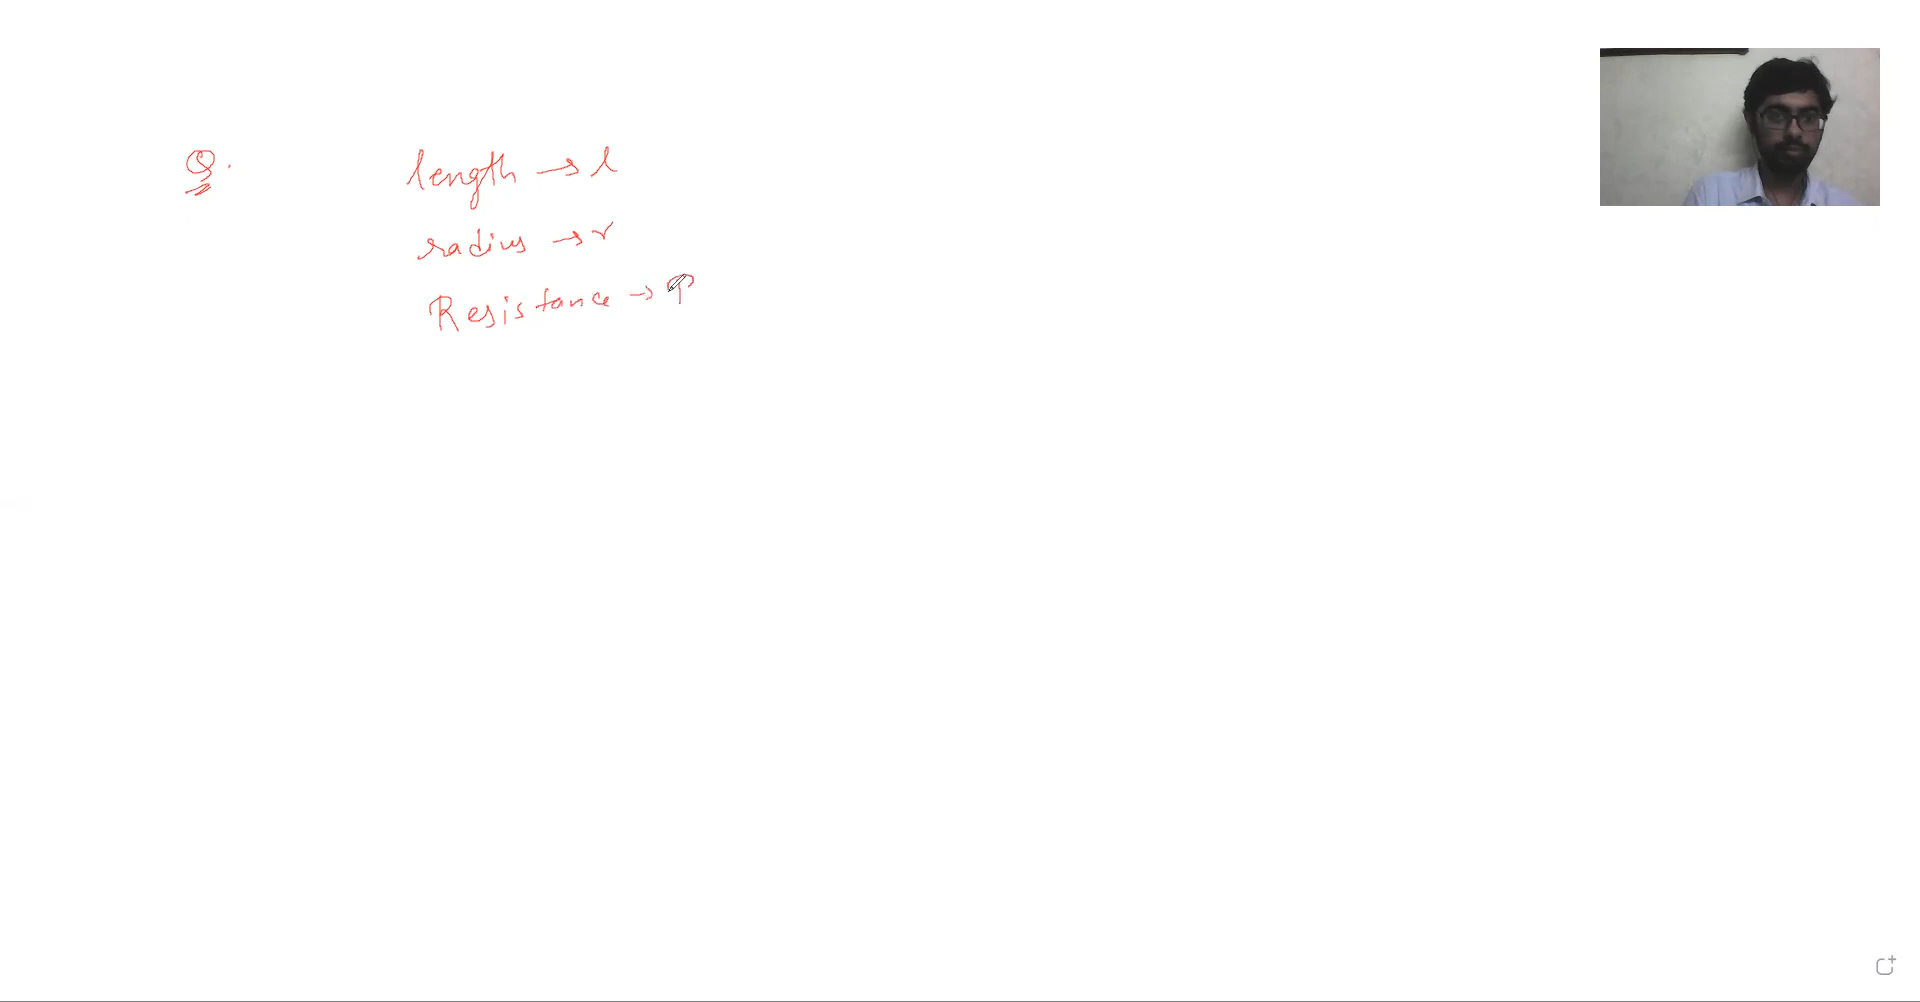 Q.
length → l
radius → r
Resistance →